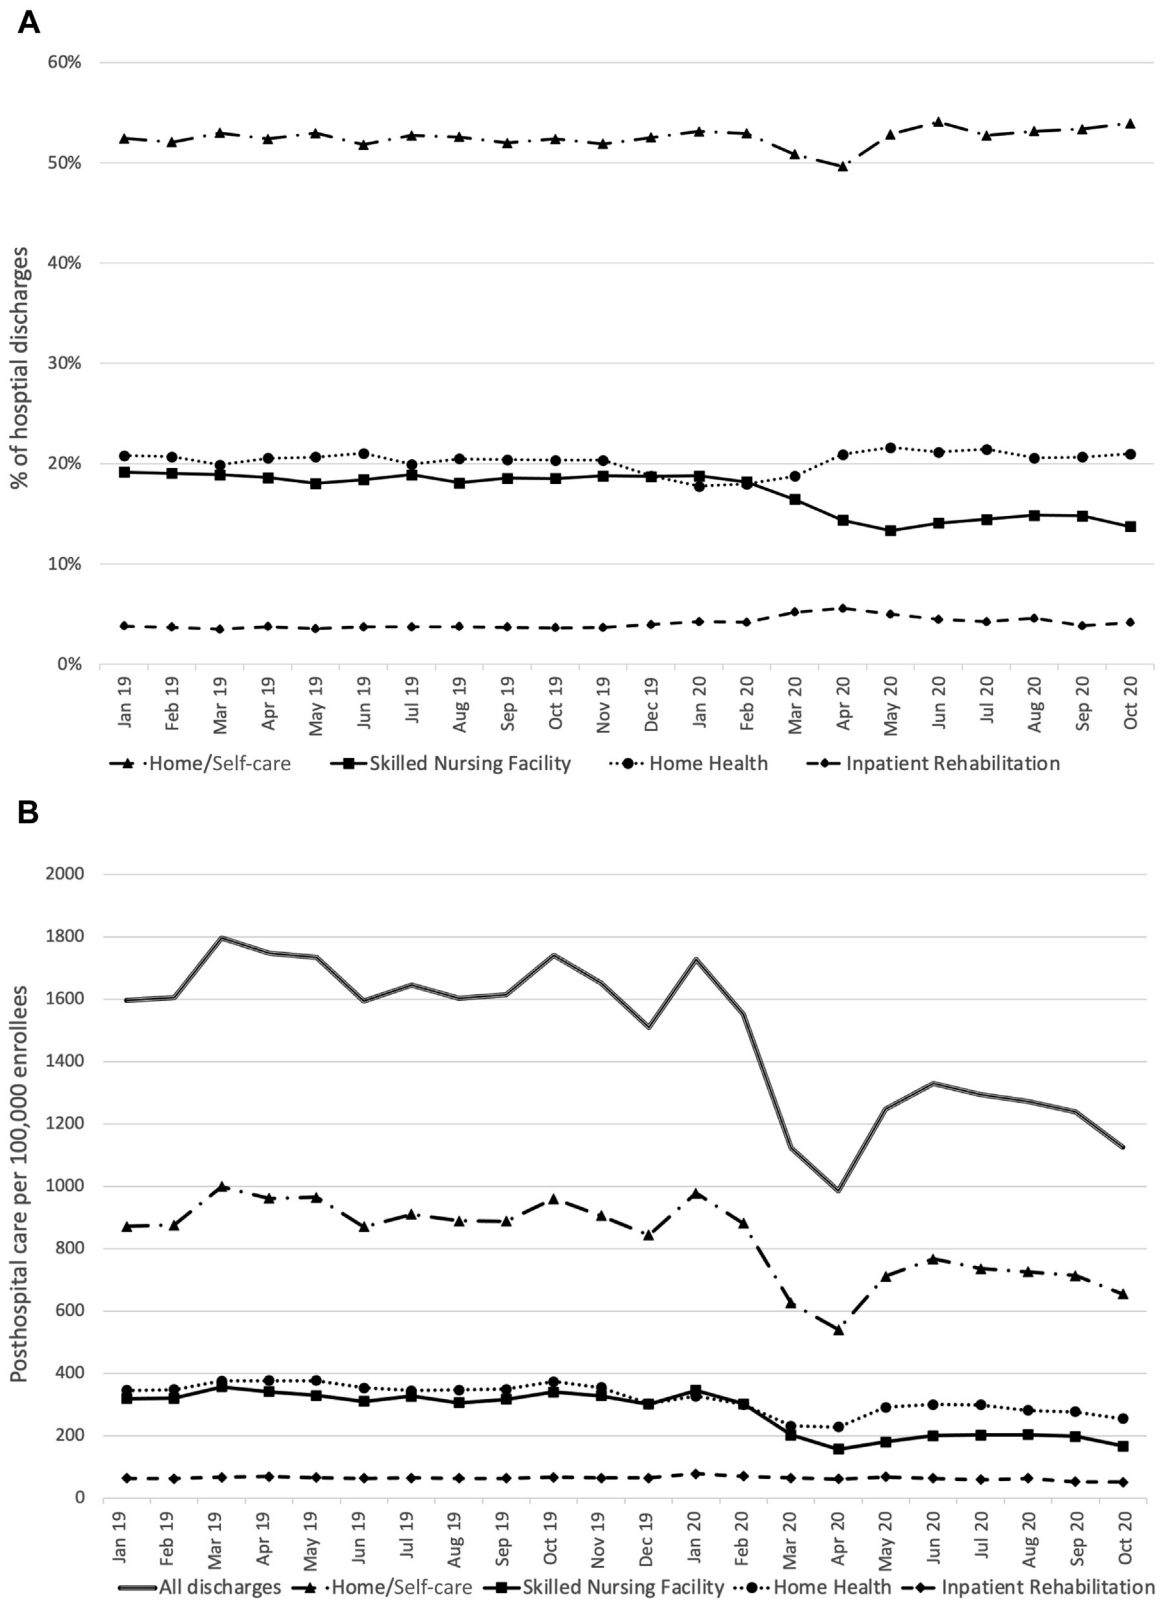 A
60%
50%
40%
30%
20%
10%
0%
% of hosptial discharges
Jan 19 Feb 19 Mar 19 Apr 19 May 19 Jun 19 Jul 19 Aug 19 Sep 19 Oct 19 Nov 19 Dec 19 Jan 20 Feb 20 Mar 20 Apr 20 May 20 Jun 20 Jul 20 Aug 20 Sep 20 Oct 20
Home/Self-care Skilled Nursing Facility Home Health Inpatient Rehabilitation
B
2000
1800
1600
1400
1200
1000
800
600
400
200
0
Posthospital care per 100,000 enrollees
Jan 19 Feb 19 Mar 19 Apr 19 May 19 Jun 19 Jul 19 Aug 19 Sep 19 Oct 19 Nov 19 Dec 19 Jan 20 Feb 20 Mar 20 Apr 20 May 20 Jun 20 Jul 20 Aug 20 Sep 20 Oct 20
All discharges Home/Self-care Skilled Nursing Facility Home Health Inpatient Rehabilitation